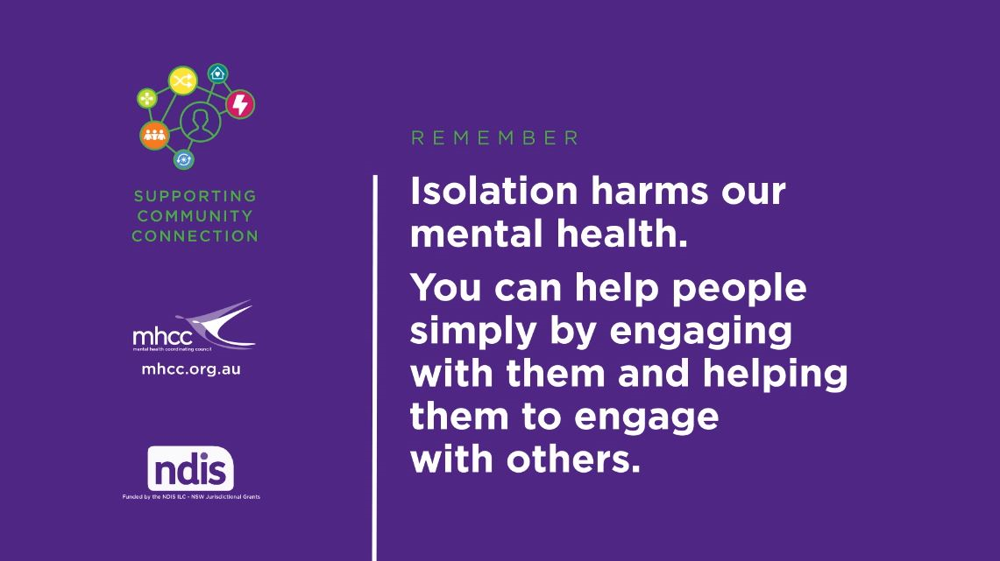 SUPPORTING
COMMUNITY
CONNECTION
mhcc
mental health coordinating council
mhcc.org.au
ndis
Funded by the NDIS ILC - NSW Jurisdictional Grants
REMEMBER
Isolation harms our
mental health.
You can help people
simply by engaging
with them and helping
them to engage
with others.